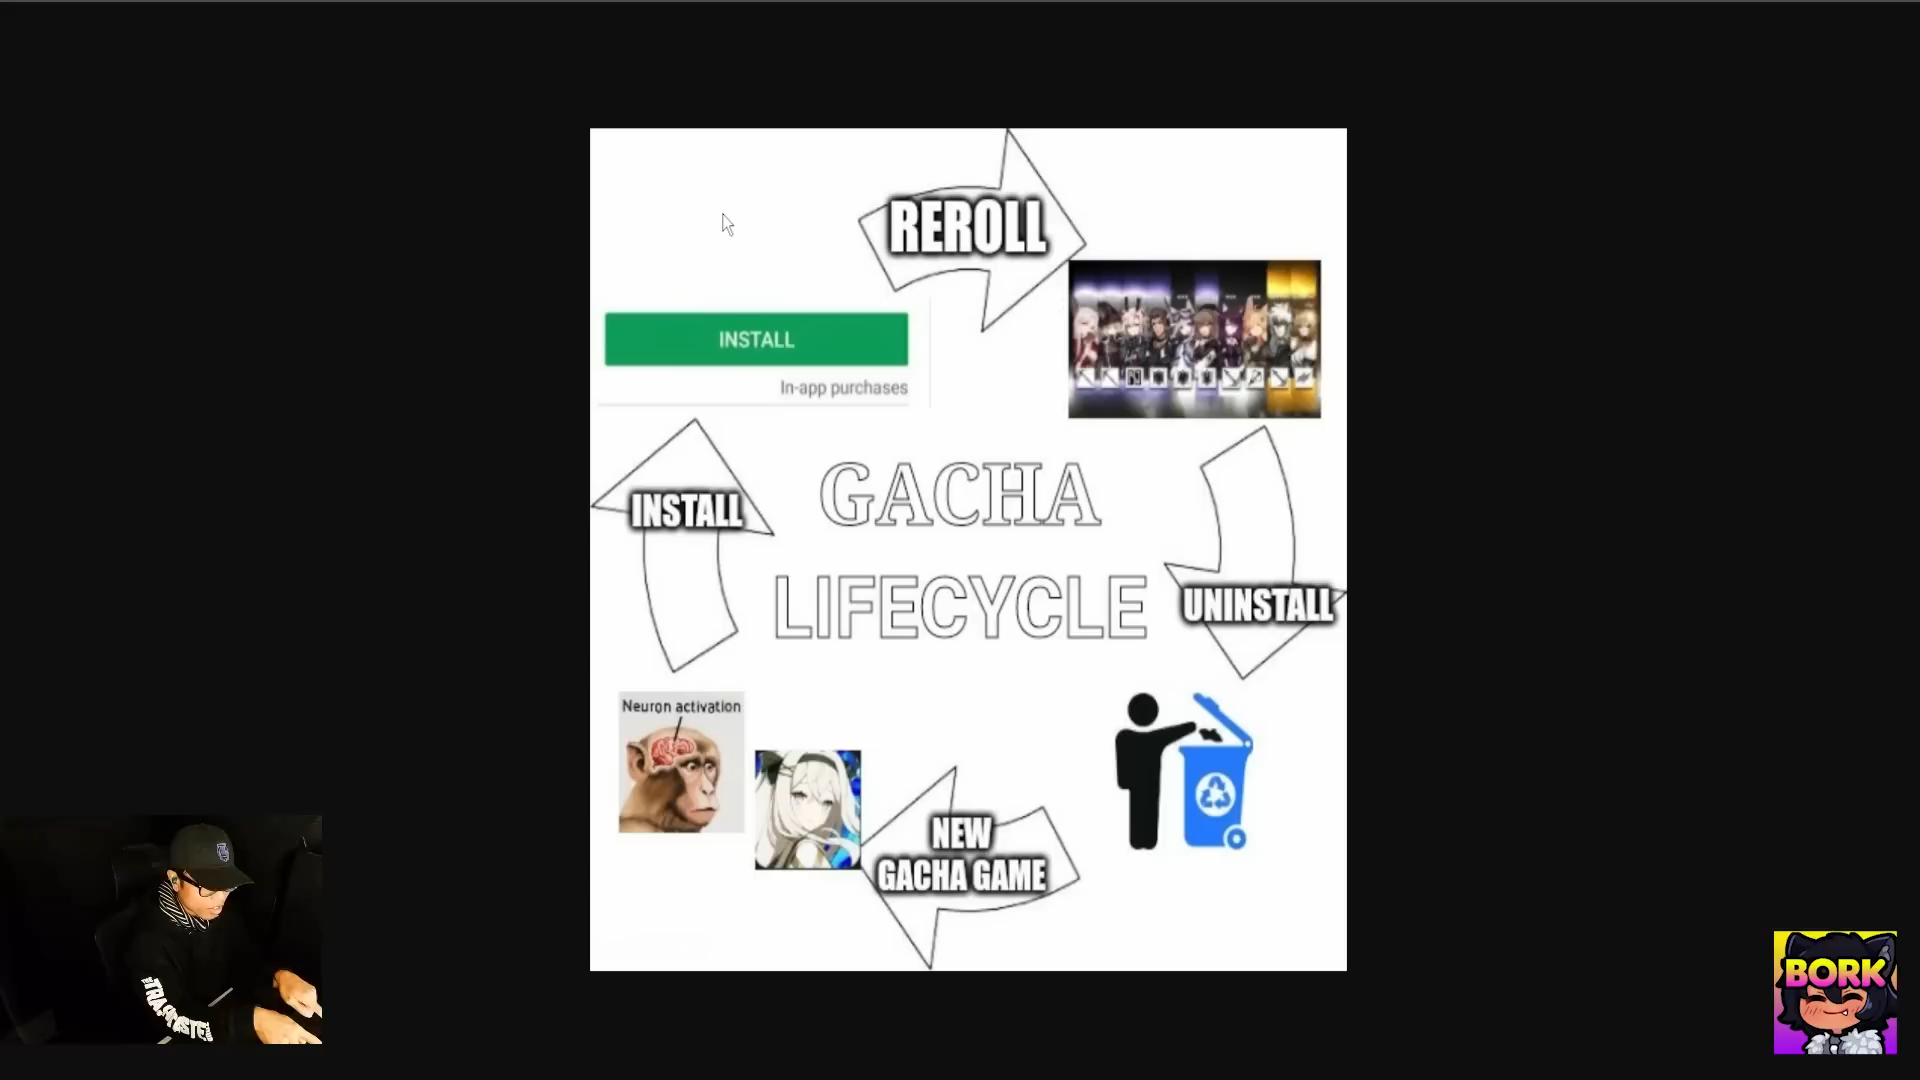 REROLL
INSTALL
In-app purchases
GACHA
INSTALL
LIFECYCLE
UNINSTALL
Neuron activation
NEW
GACHA GAME
BORK